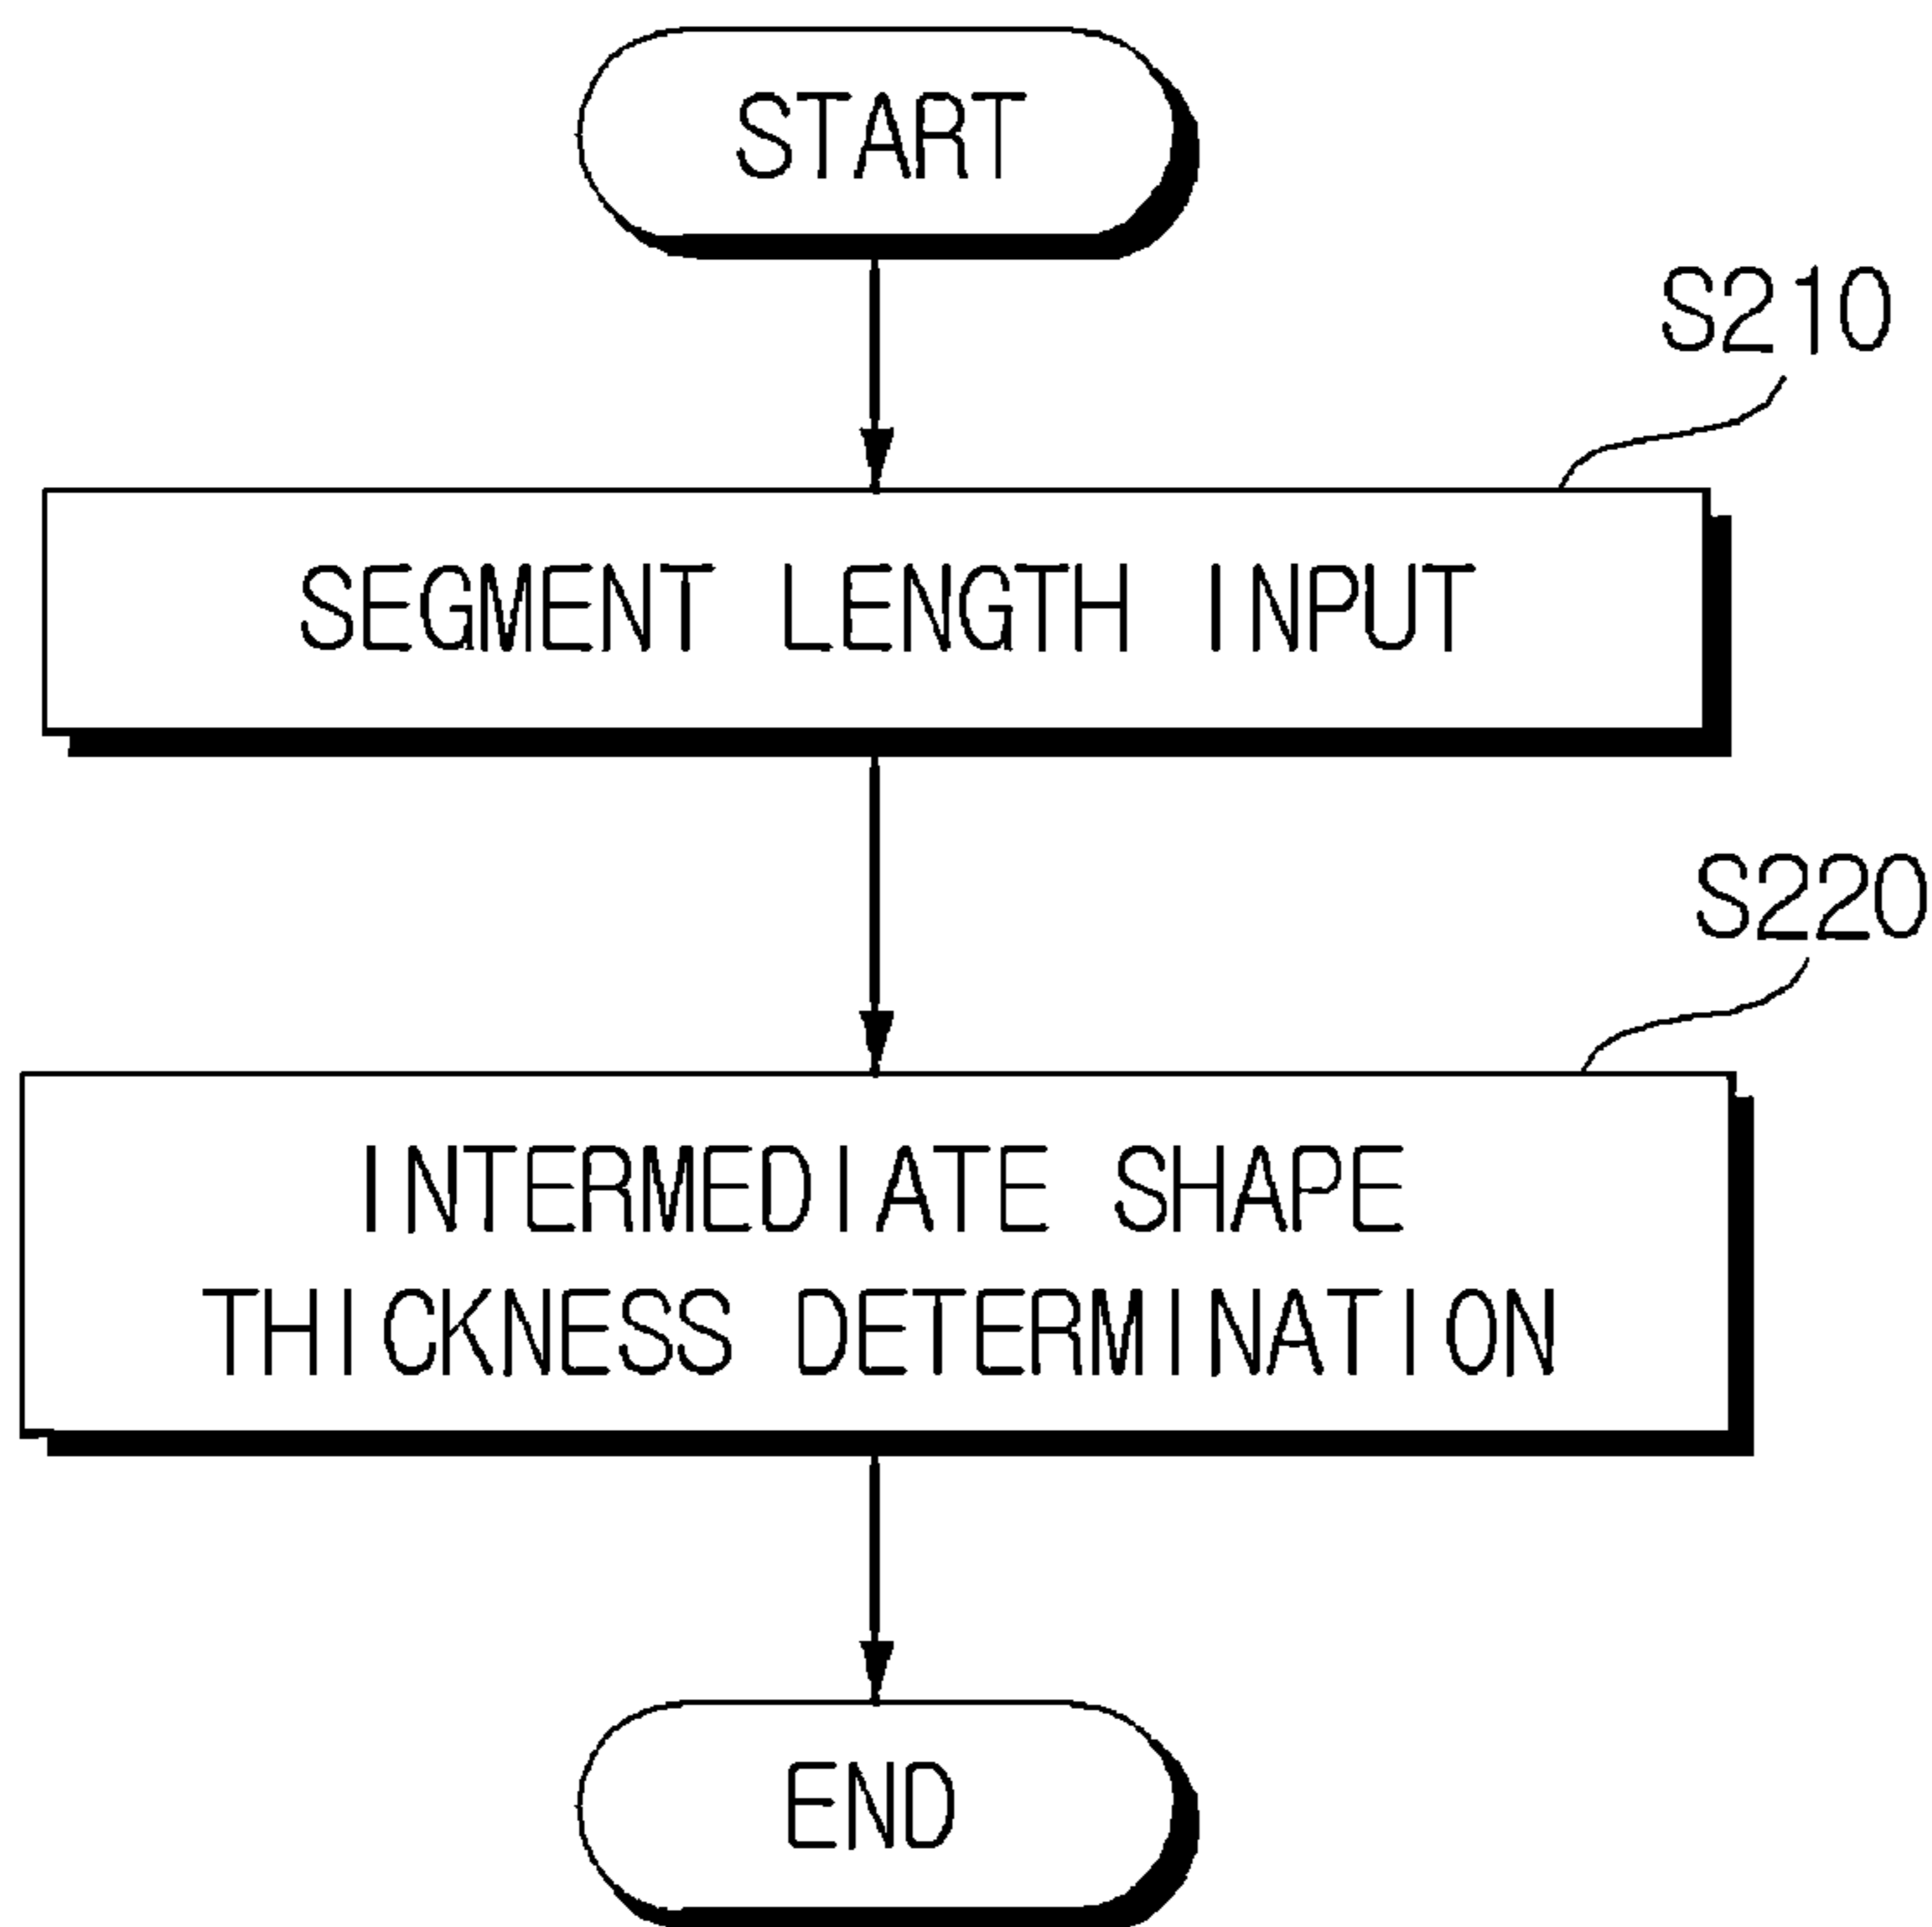 START
S210
SEGMENT LENGTH INPUT
S220
INTERMEDIATE SHAPE
THICKNESS DETERMINATION
END